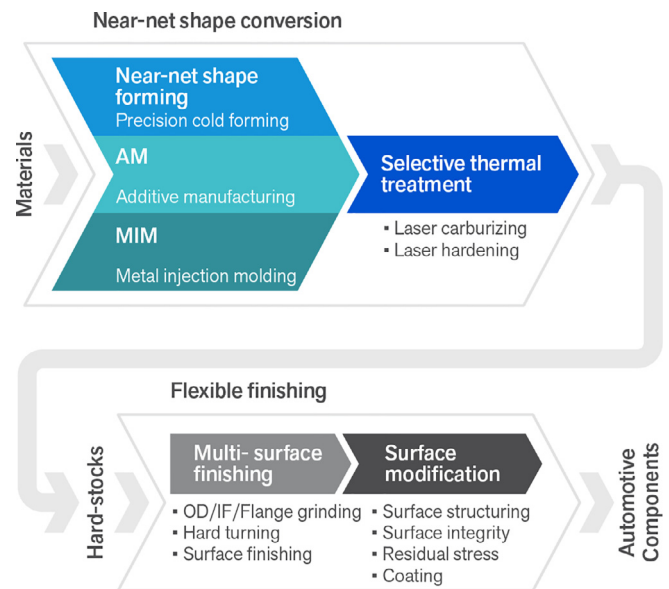 Near-net shape conversion
Materials
Near-net shape
forming
Precision cold forming
AM
Additive manufacturing
MIM
Metal injection molding
Selective thermal
treatment
▪ Laser carburizing
▪ Laser hardening
Flexible finishing
Hard-stocks
Multi- surface
finishing
▪ OD/IF/Flange grinding
▪ Hard turning
▪ Surface finishing
Surface
modification
▪ Surface structuring
▪ Surface integrity
▪ Residual stress
▪ Coating
Automotive
Components